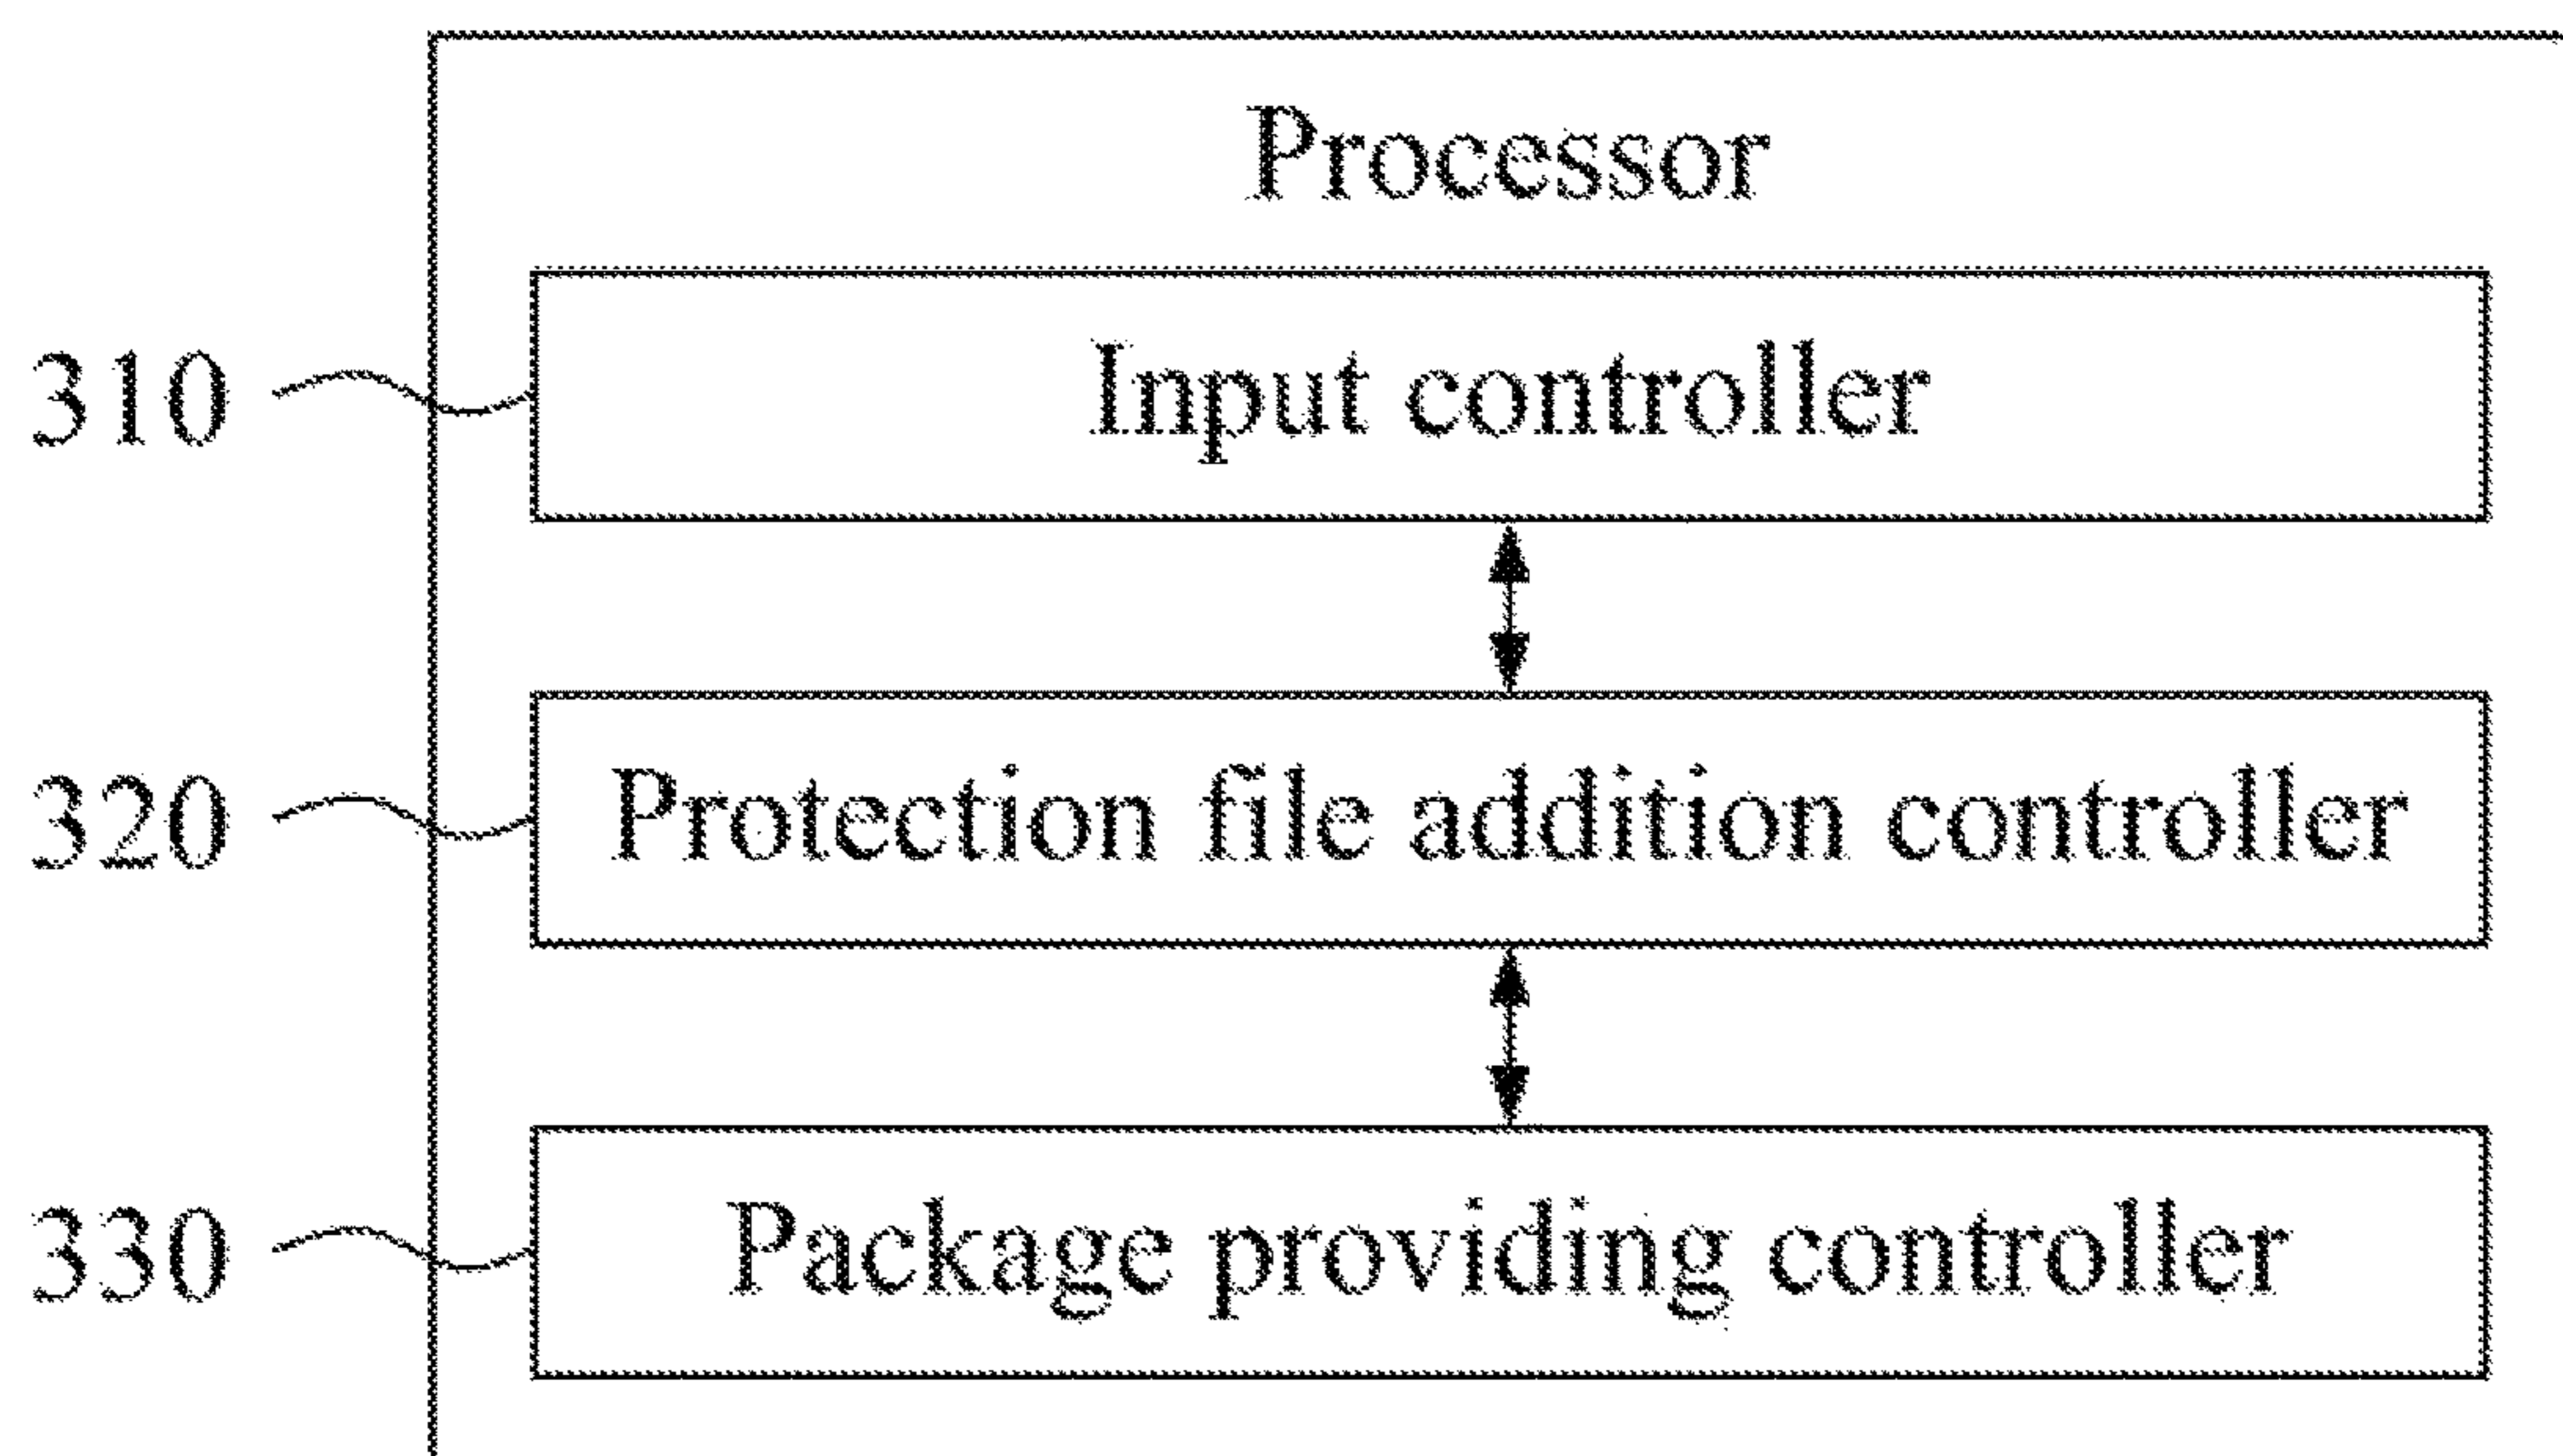 Processor
310 Input controller
320 Protection file addition controller
330 Package providing controller